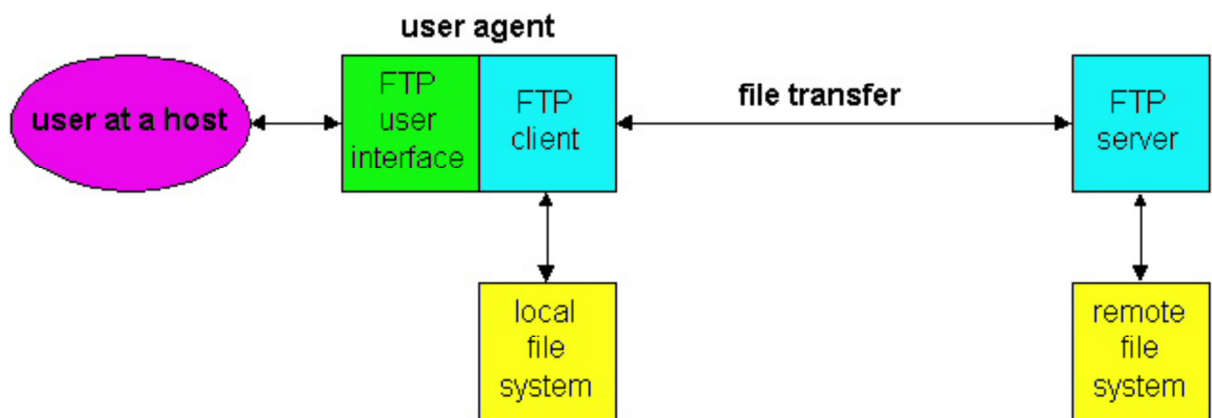 user agent
user at a host
FTP
user
interface
FTP
client
file transfer
FTP
server
local
file
system
remote
file
system